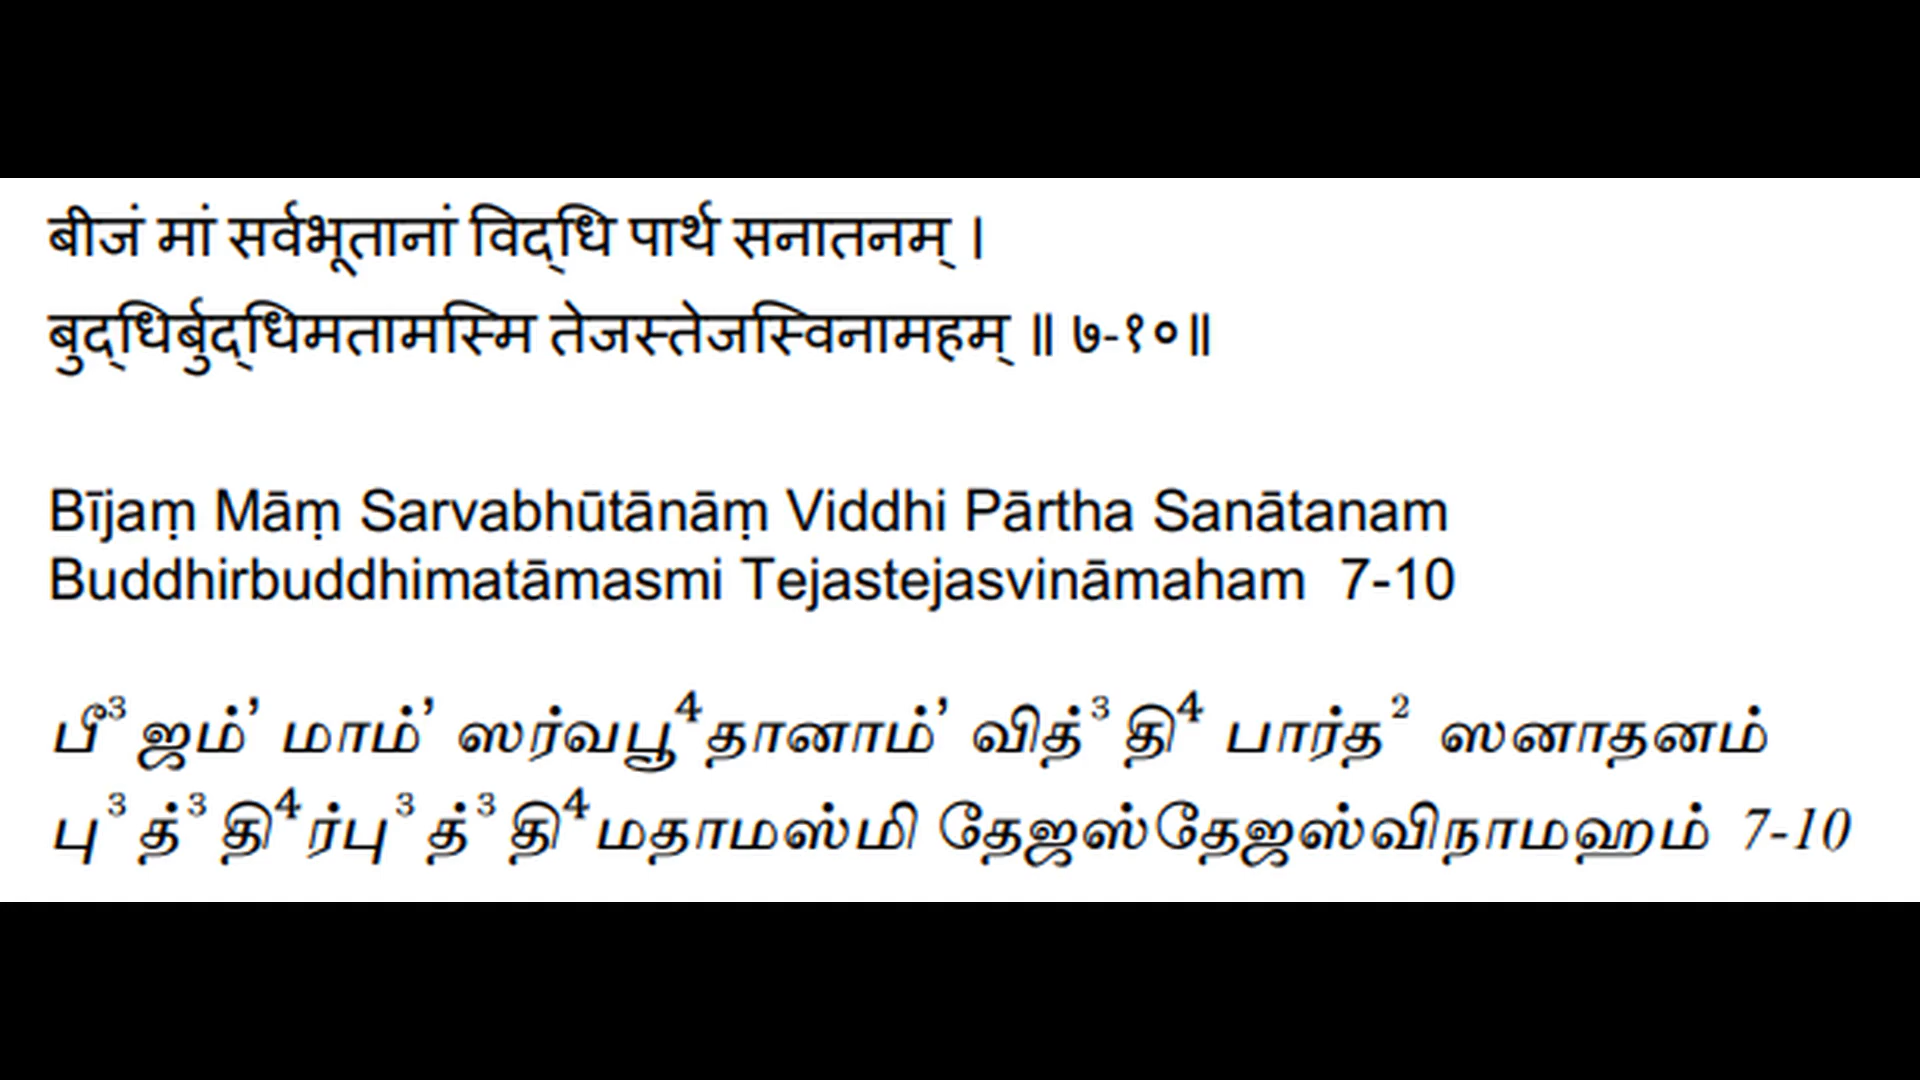 बीजं मां सर्वभूतानां विद्‌धि पार्थ सनातनम् ।
बुद्‌धिर्बुद्‌धिमतामस्मि तेजस्तेजस्विनामहम् ॥ ७-१०॥
Bījaṃ Māṃ Sarvabhūtānāṃ Viddhi Pārtha Sanātanam
Buddhirbuddhimatāmasmi Tejastejasvināmaham 7-10
பீ³ஜம்’ மாம்’ ஸர்வபூ⁴தானாம்’ வித்³தி⁴ பார்த² ஸனாதனம்
பு³த்³தி⁴ர்பு³த்³தி⁴மதாமஸ்மி தேஜஸ்தேஜஸ்விநாமஹம் 7-10